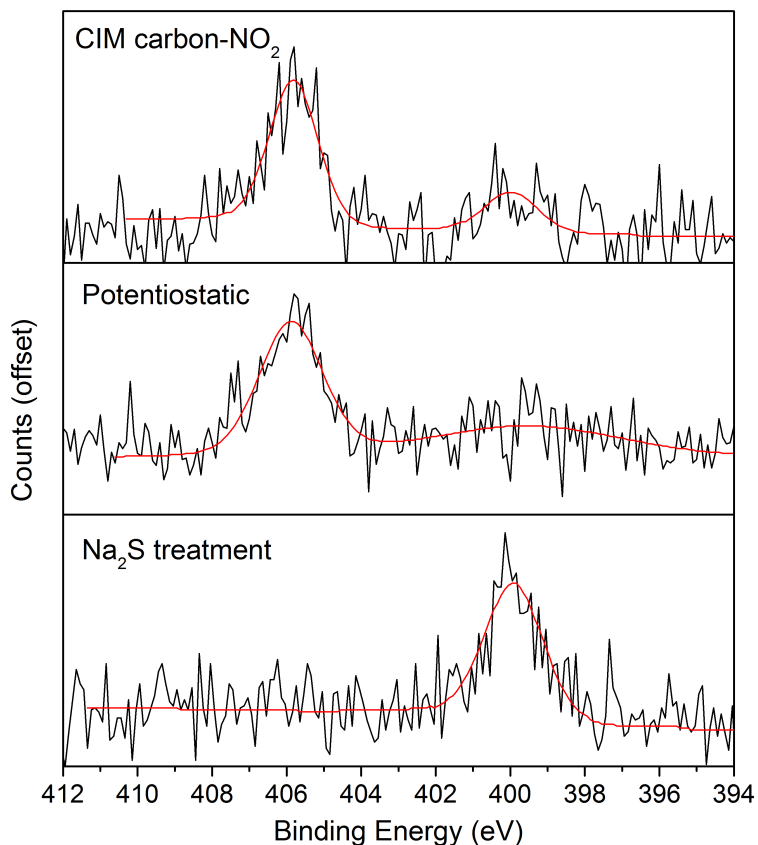 CIM carbon-NO₂
Potentiostatic
Na₂S treatment
Counts (offset)
412 410 408 406 404 402 400 398 396 394
Binding Energy (eV)